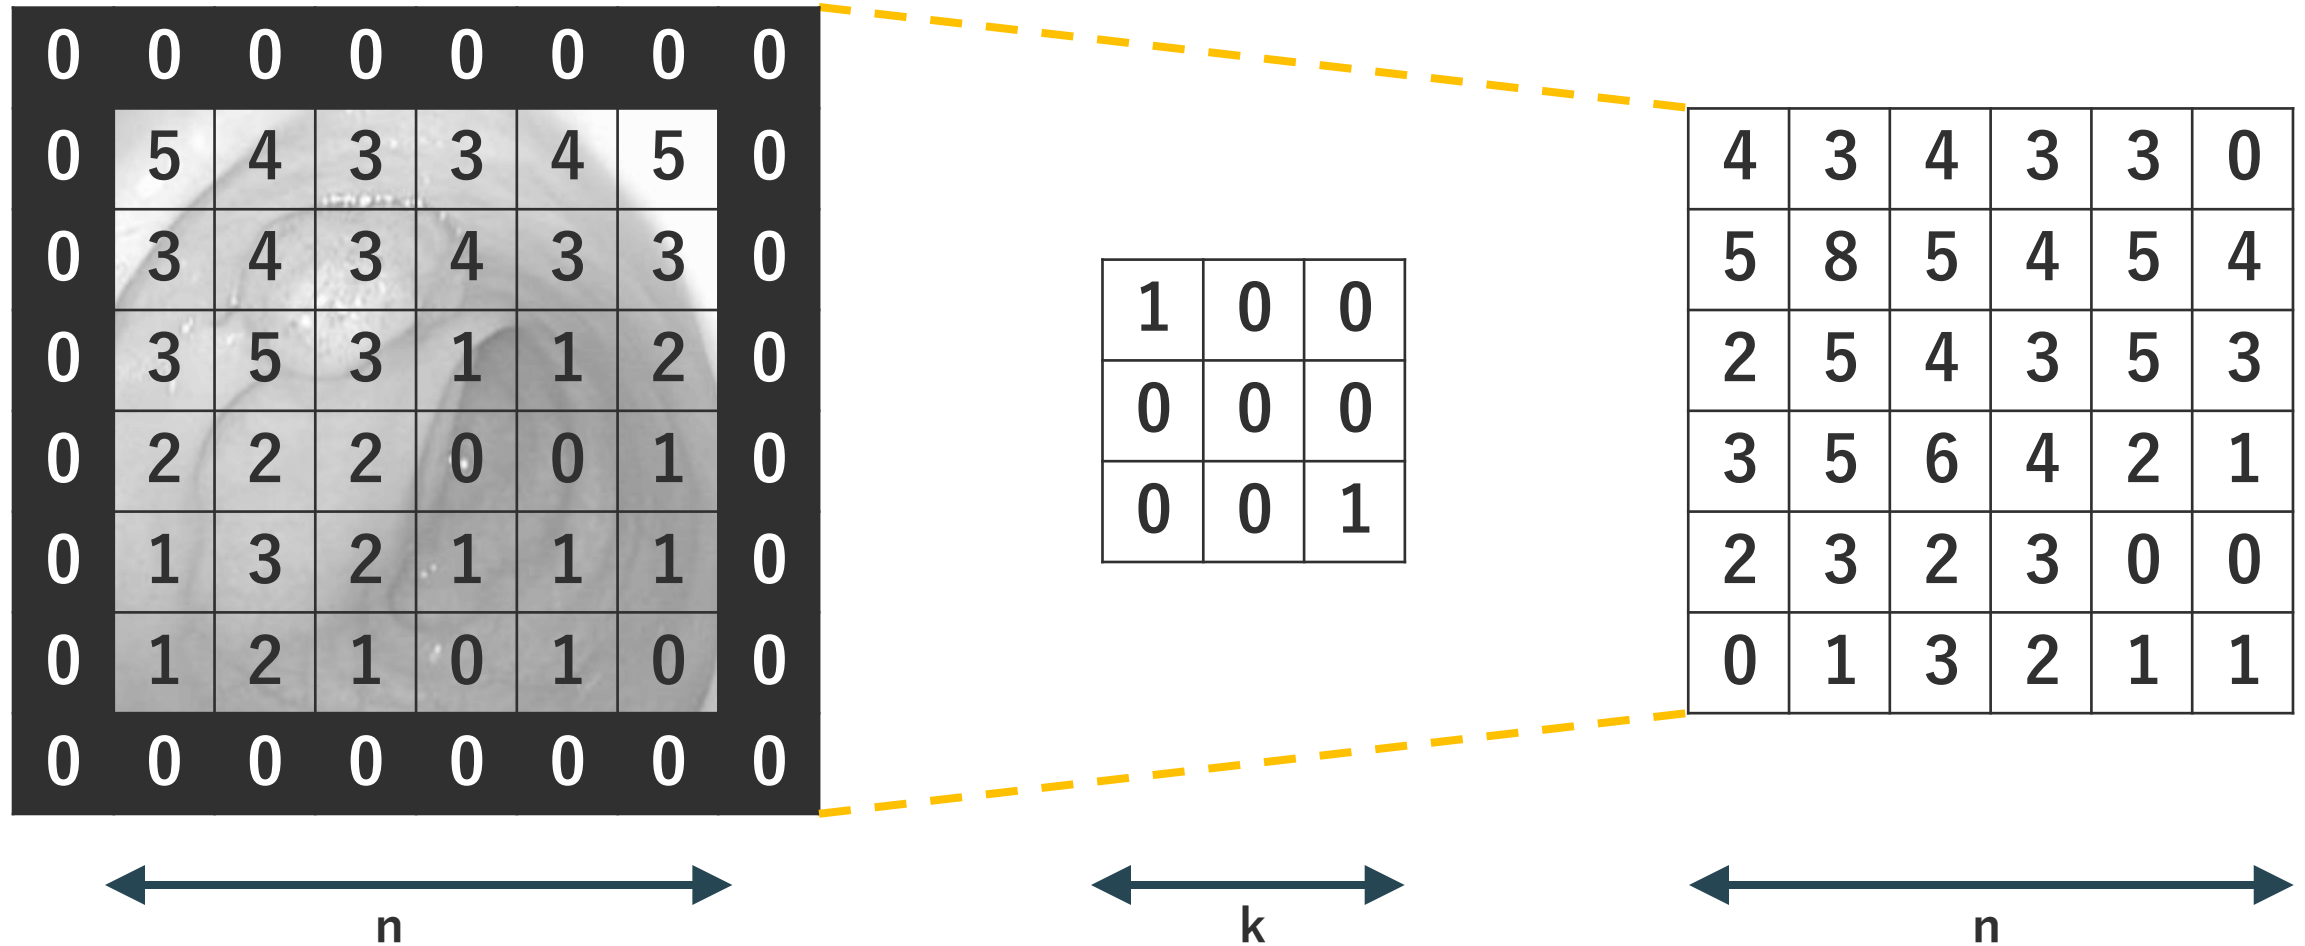 0 0 0 0 0 0 0 0
0 5 4 3 3 4 5 0
0 3 4 3 4 3 3 0
0 3 5 3 1 1 2 0
0 2 2 2 0 0 1 0
0 1 3 2 1 1 1 0
0 1 2 1 0 1 0 0
0 0 0 0 0 0 0 0
n
1 0 0
0 0 0
0 0 1
k
4 3 4 3 3 0
5 8 5 4 5 4
2 5 4 3 5 3
3 5 6 4 2 1
2 3 2 3 0 0
0 1 3 2 1 1
n